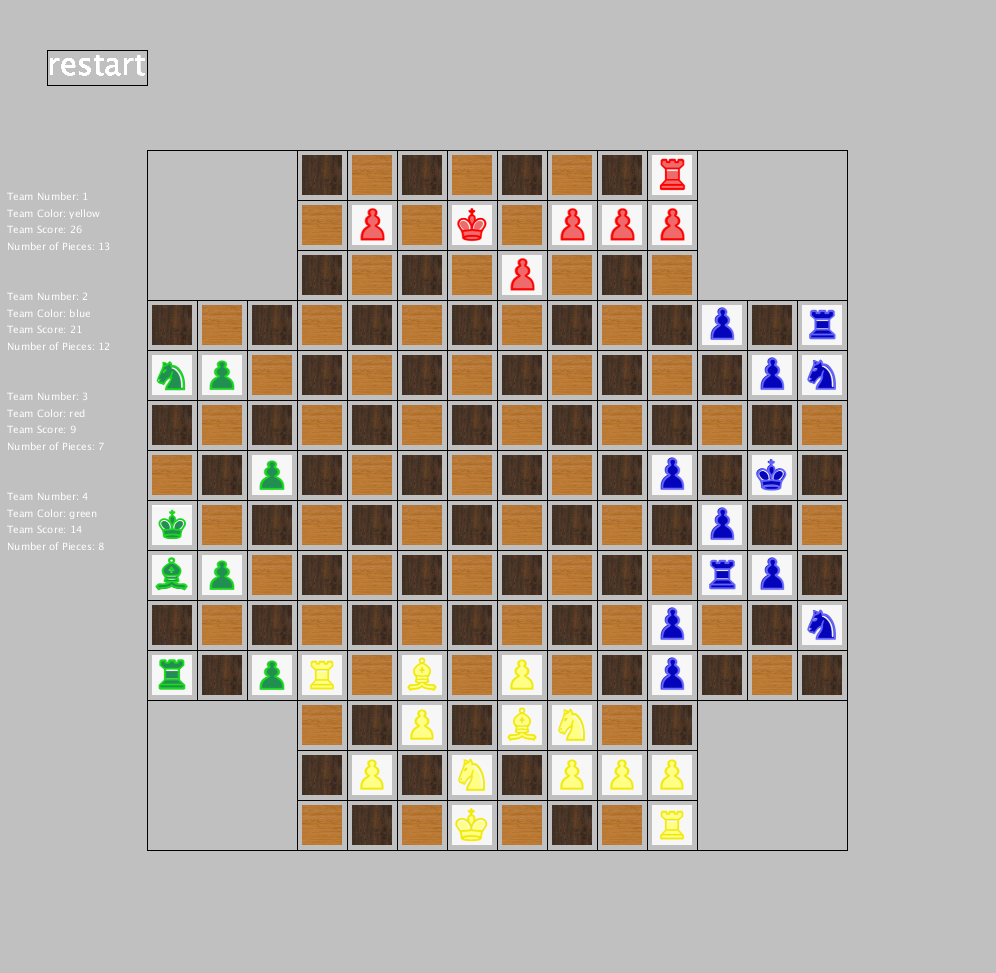 restart
Team Number: 1
Team Color: yellow
Team Score: 26
Number of Pieces: 13
Team Number: 2
Team Color: blue
Team Score: 21
Number of Pieces: 12
Team Number: 3
Team Color: red
Team Score: 9
Number of Pieces: 7
Team Number: 4
Team Color: green
Team Score: 14
Number of Pieces: 8